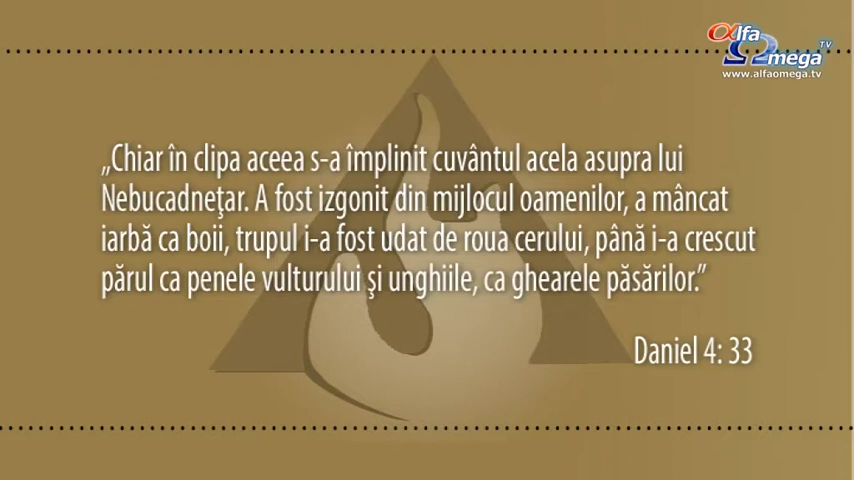 alfa
Ωmega TV
www.alfaomega.tv
„Chiar în clipa aceea s-a împlinit cuvântul acela asupra lui
Nebucadneţar. A fost izgonit din mijlocul oamenilor, a mâncat
iarbă ca boii, trupul i-a fost udat de roua cerului, până i-a crescut
părul ca penele vulturului şi unghiile, ca ghearele păsărilor.”
Daniel 4: 33